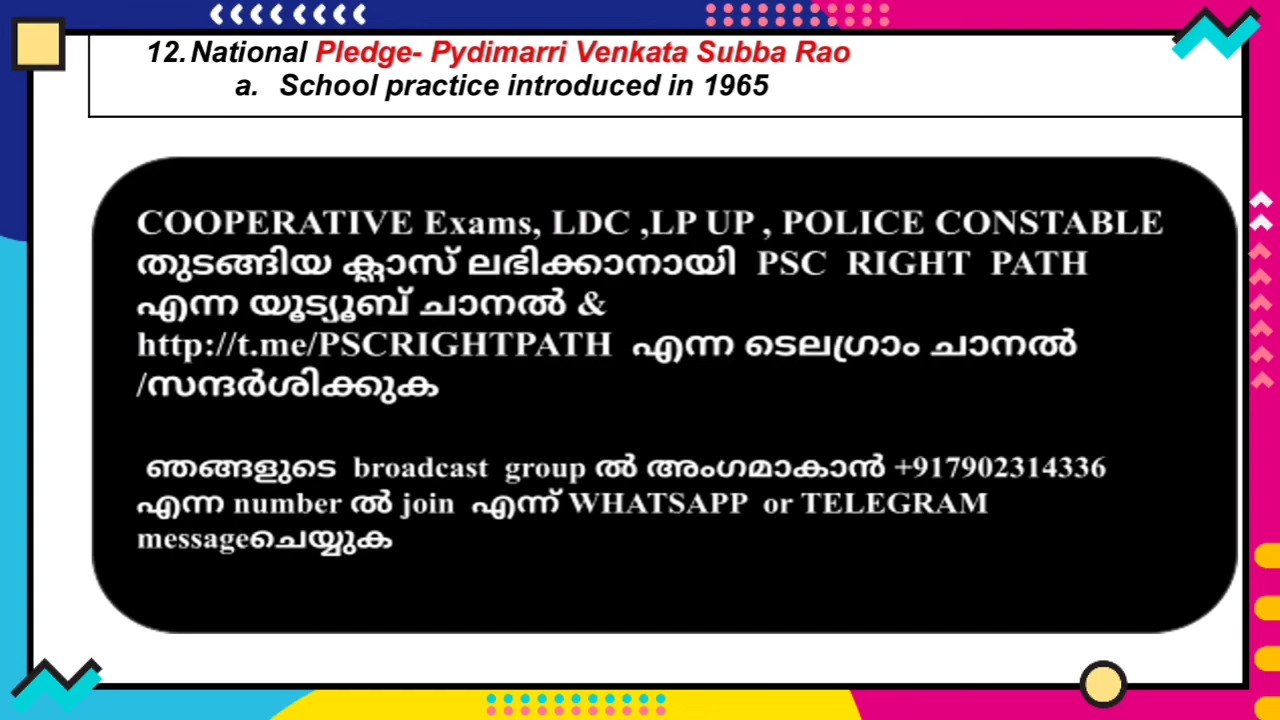 12. National Pledge- Pydimarri Venkata Subba Rao
a. School practice introduced in 1965
COOPERATIVE Exams, LDC ,LP UP , POLICE CONSTABLE
തുടങ്ങിയ ക്ലാസ് ലഭിക്കാനായി PSC RIGHT PATH
എന്ന യൂട്യൂബ് ചാനൽ &
http://t.me/PSCRIGHTPATH എന്ന ടെലഗ്രാം ചാനൽ
/സന്ദർശിക്കുക
ഞങ്ങളുടെ broadcast group ൽ അംഗമാകാൻ +917902314336
എന്ന number ൽ join എന്ന് WHATSAPP or TELEGRAM
messageചെയ്യുക